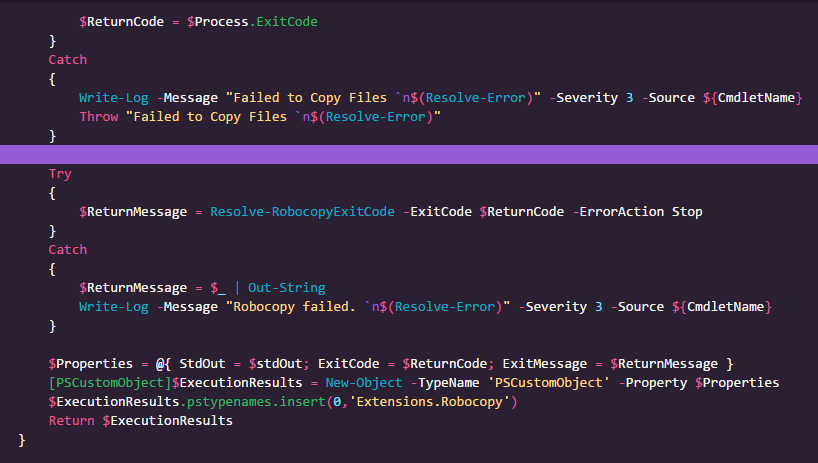 $ReturnCode = $Process.ExitCode
}
Catch
{
Write-Log -Message "Failed to Copy Files `n$(Resolve-Error)" -Severity 3 -Source ${CmdletName}
Throw "Failed to Copy Files `n$(Resolve-Error)"
}
Try
{
$ReturnMessage = Resolve-RobocopyExitCode -ExitCode $ReturnCode -ErrorAction Stop
}
Catch
{
$ReturnMessage = $_ | Out-String
Write-Log -Message "Robocopy failed. `n$(Resolve-Error)" -Severity 3 -Source ${CmdletName}
}
$Properties = @{ StdOut = $stdOut; ExitCode = $ReturnCode; ExitMessage = $ReturnMessage }
[PSCustomObject]$ExecutionResults = New-Object -TypeName 'PSCustomObject' -Property $Properties
$ExecutionResults.pstypenames.insert(0,'Extensions.Robocopy')
Return $ExecutionResults
}